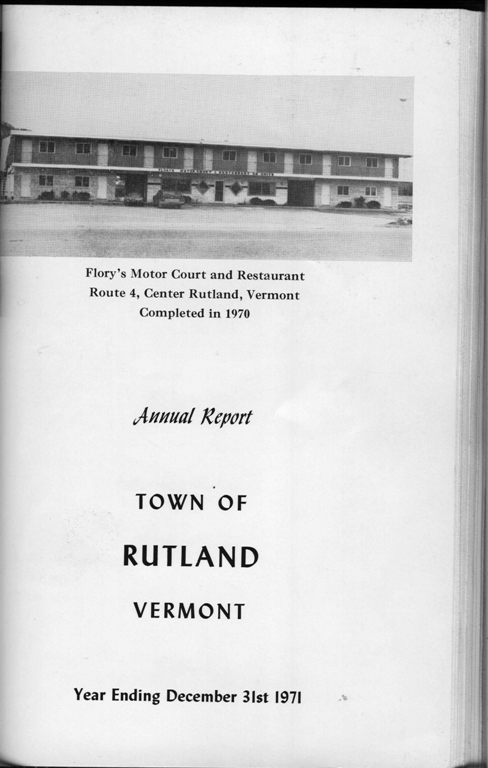 Flory's Motor Court and Restaurant
Route 4, Center Rutland, Vermont
Completed in 1970
Annual Report
TOWN OF
RUTLAND
VERMONT
Year Ending December 31st 1971